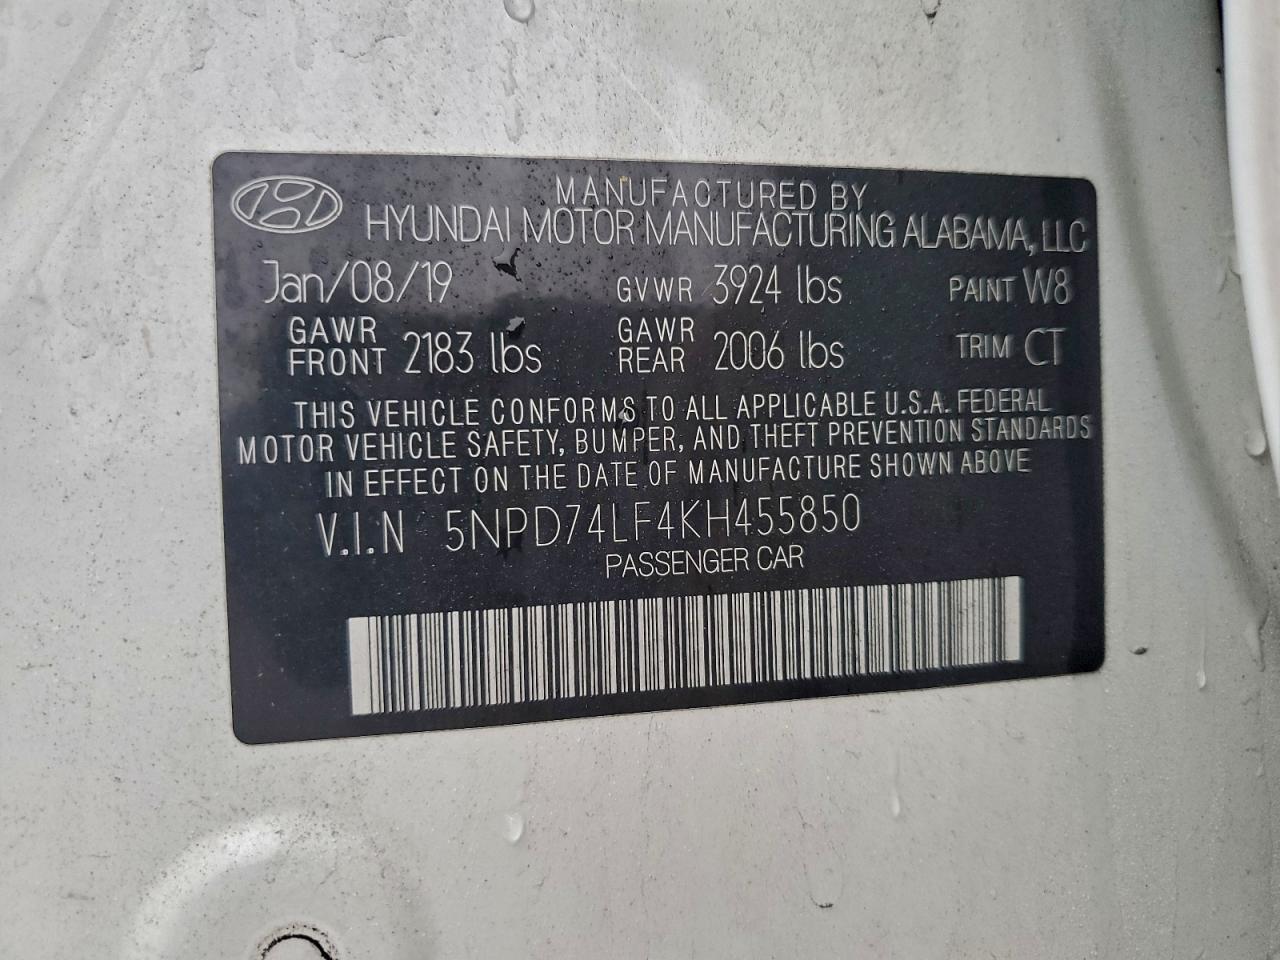 MANUFACTURED BY
HYUNDAI MOTOR MANUFACTURING ALABAMA, LLC
Jan/08/19 GVWR 3924 lbs PAINT W8
GAWR FRONT 2183 lbs GAWR REAR 2006 lbs TRIM CT
THIS VEHICLE CONFORMS TO ALL APPLICABLE U.S.A. FEDERAL
MOTOR VEHICLE SAFETY, BUMPER, AND THEFT PREVENTION STANDARDS
IN EFFECT ON THE DATE OF MANUFACTURE SHOWN ABOVE
V.I.N 5NPD74LF4KH455850
PASSENGER CAR